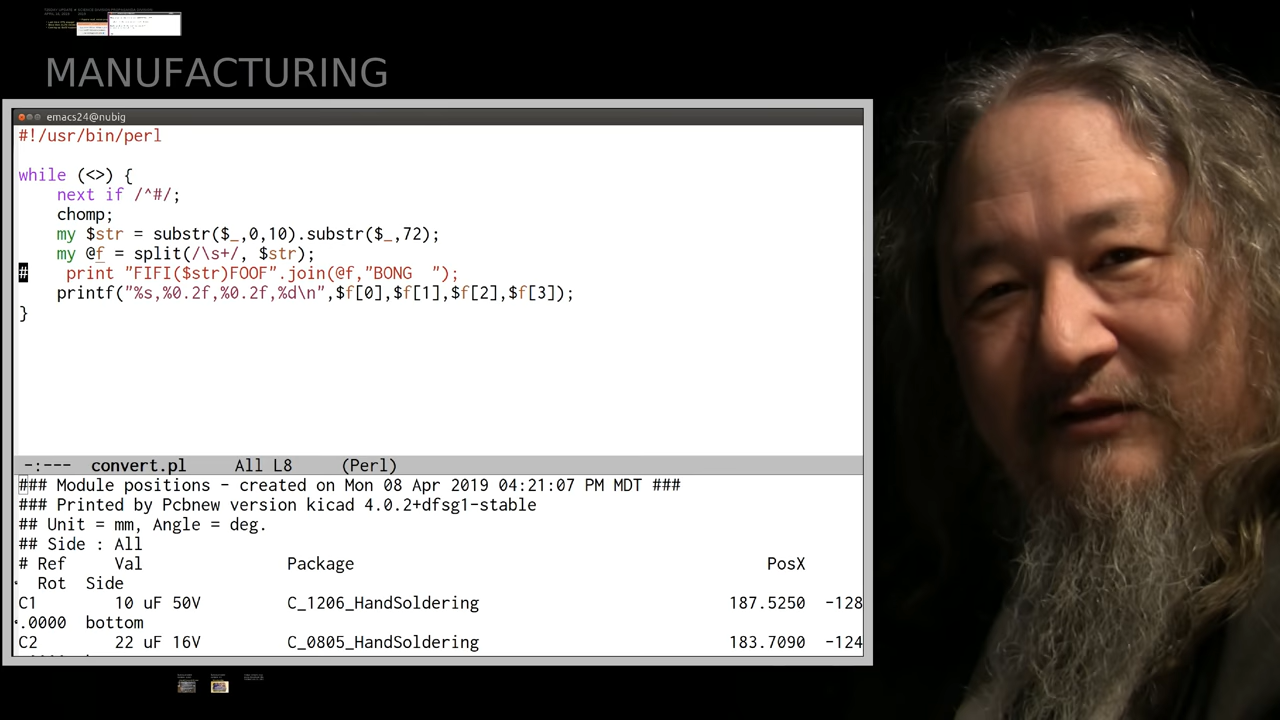 MANUFACTURING
emacs24@nubig
#!/usr/bin/perl
while (<>) {
next if /^#/;
chomp;
my $str = substr($_,0,10).substr($_,72);
my @f = split(/\s+/, $str);
#    print "FIFI($str)FOOF".join(@f,"BONG  ");
printf("%s,%0.2f,%0.2f,%d\n",$f[0],$f[1],$f[2],$f[3]);
}
-:---  convert.pl     All L8     (Perl)
### Module positions - created on Mon 08 Apr 2019 04:21:07 PM MDT ###
### Printed by Pcbnew version kicad 4.0.2+dfsg1-stable
## Unit = mm, Angle = deg.
## Side : All
# Ref     Val               Package                                              PosX
Rot  Side
C1        10 uF 50V         C_1206_HandSoldering                          187.5250  -128
.0000  bottom
C2        22 uF 16V         C_0805_HandSoldering                          183.7090  -124